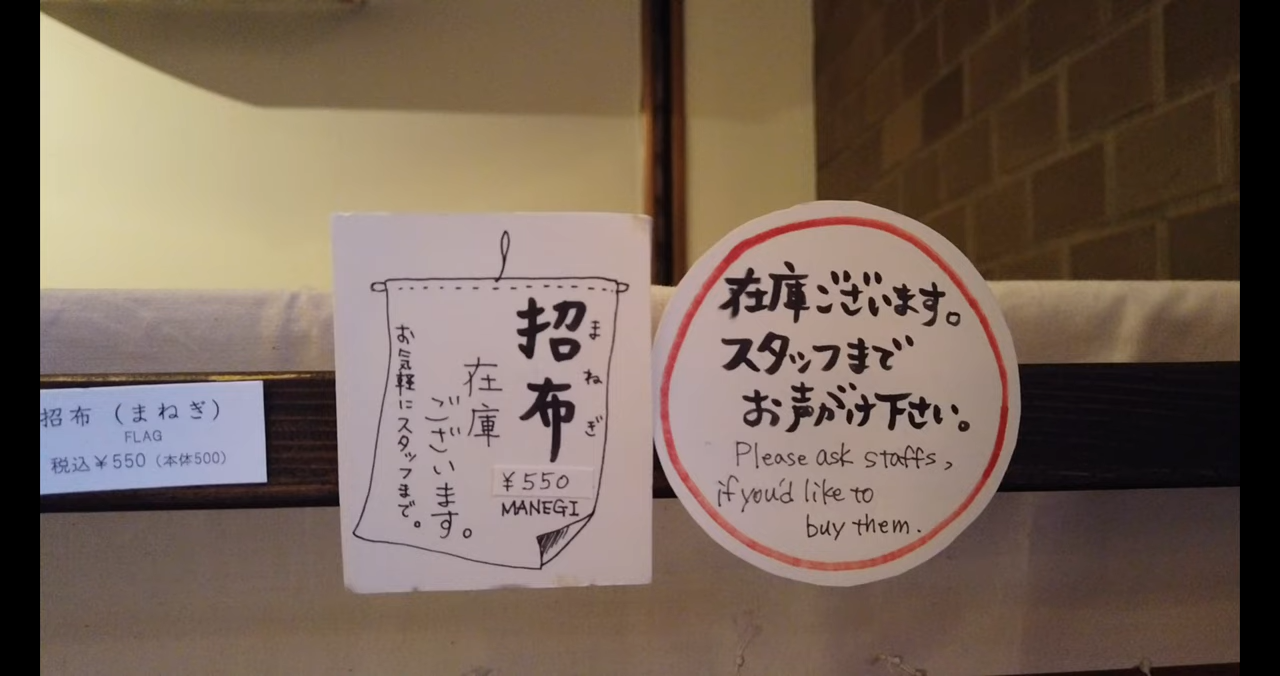 招布（まねぎ）
FLAG
税込￥550（本体500）
招布
まねぎ
在庫
ございます。
お気軽にスタッフまで。
￥550
MANEGI
在庫ございます。
スタッフまで
お声がけ下さい。
Please ask staffs,
if you'd like to
buy them.